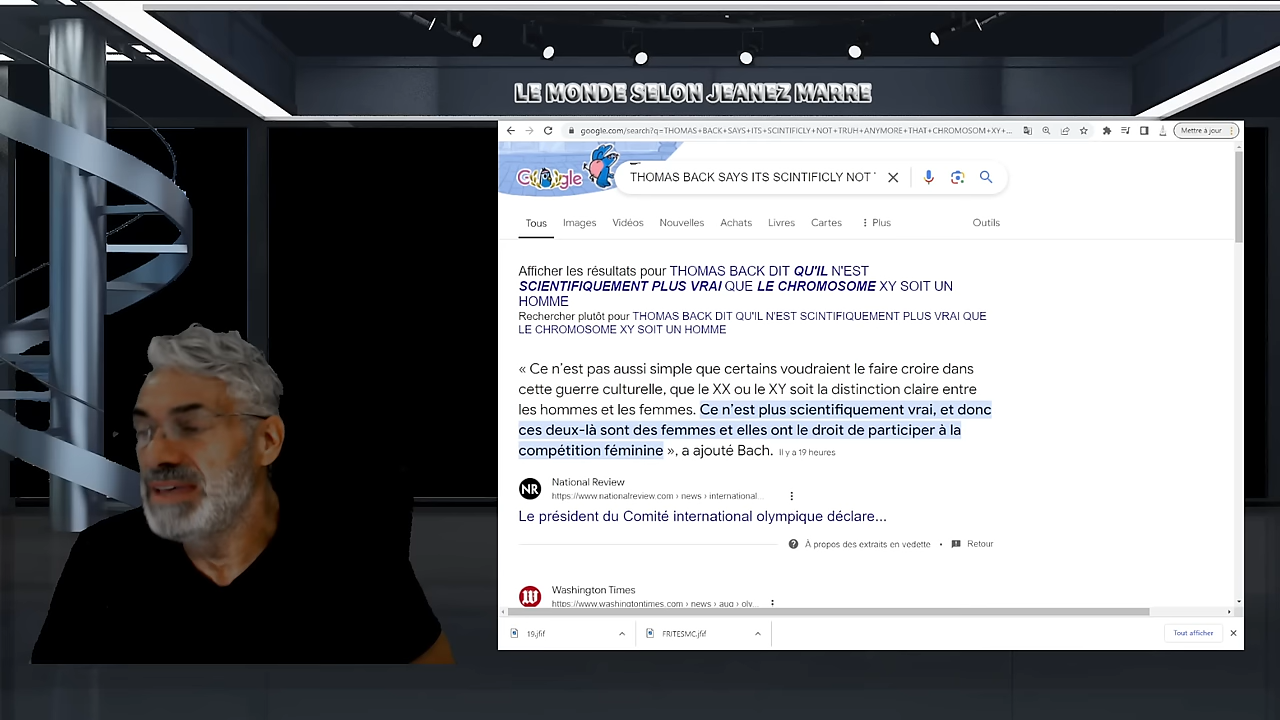 LE MONDE SELON JEANEZ MARRE
google.com/search?q=THOMAS+BACK+SAYS+ITS+SCINTIFICLY+NOT+TRUH+ANYMORE+THAT+CHROMOSOM+XY+...
Mettre à jour
Google
THOMAS BACK SAYS ITS SCINTIFICLY NOT
Tous Images Vidéos Nouvelles Achats Livres Cartes Plus Outils
Afficher les résultats pour THOMAS BACK DIT QU'IL N'EST
SCIENTIFIQUEMENT PLUS VRAI QUE LE CHROMOSOME XY SOIT UN
HOMME
Rechercher plutôt pour THOMAS BACK DIT QU'IL N'EST SCINTIFIQUEMENT PLUS VRAI QUE
LE CHROMOSOME XY SOIT UN HOMME
« Ce n'est pas aussi simple que certains voudraient le faire croire dans
cette guerre culturelle, que le XX ou le XY soit la distinction claire entre
les hommes et les femmes. Ce n'est plus scientifiquement vrai, et donc
ces deux-là sont des femmes et elles ont le droit de participer à la
compétition féminine », a ajouté Bach. Il y a 19 heures
NR
National Review
https://www.nationalreview.com › news › international...
Le président du Comité international olympique déclare...
À propos des extraits en vedette • Retour
W
Washington Times
https://www.washingtontimes.com › news › aug › oly...
19.jfif
FRITESMC.jfif
Tout afficher